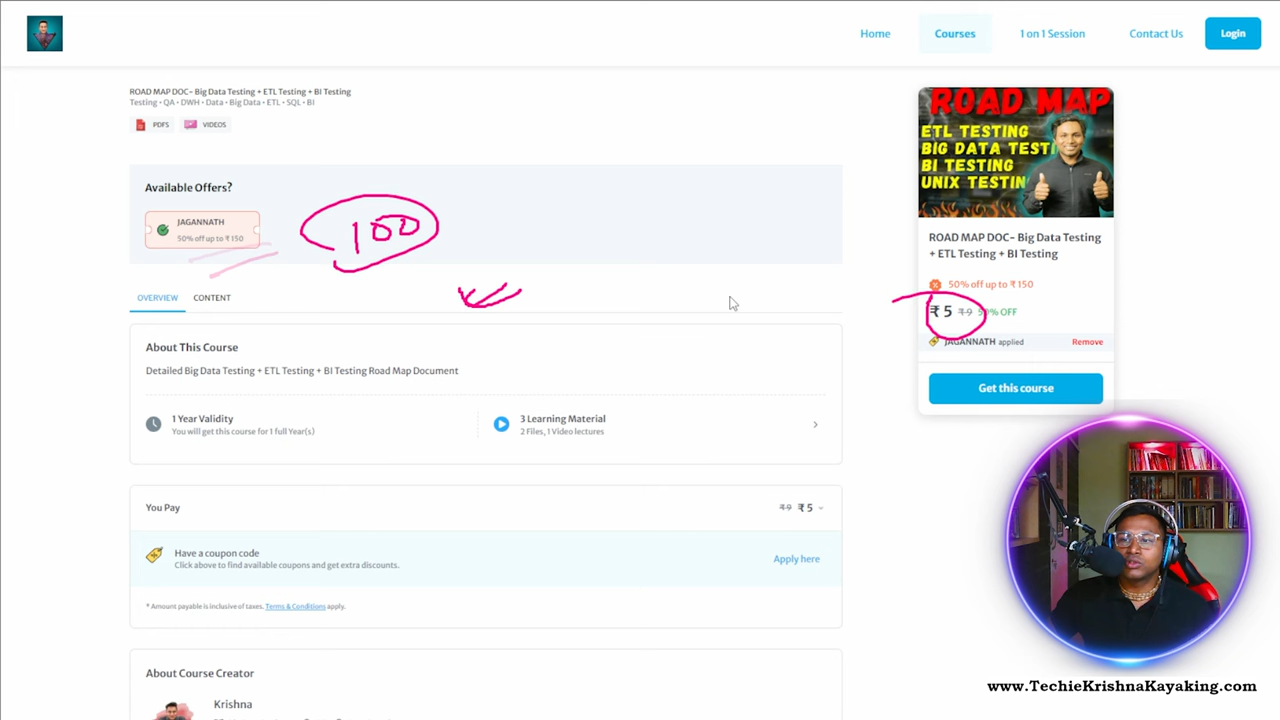 Home
Courses
1 on 1 Session
Contact Us
Login
ROAD MAP DOC- Big Data Testing + ETL Testing + BI Testing
Testing • QA • DWH • Data • Big Data • ETL • SQL • BI
PDFS
VIDEOS
Available Offers?
JAGANNATH
50% off up to ₹ 150
100
OVERVIEW
CONTENT
About This Course
Detailed Big Data Testing + ETL Testing + BI Testing Road Map Document
1 Year Validity
You will get this course for 1 full Year(s)
3 Learning Material
2 Files, 1 Video lectures
You Pay
₹9 ₹ 5
Have a coupon code
Click above to find available coupons and get extra discounts.
Apply here
* Amount payable is inclusive of taxes. Terms & Conditions apply.
About Course Creator
Krishna
ROAD MAP
ETL TESTING
BIG DATA TESTI
BI TESTING
UNIX TESTIN
ROAD MAP DOC- Big Data Testing
+ ETL Testing + BI Testing
50% off up to ₹ 150
₹ 5 ₹9 50% OFF
JAGANNATH applied
Remove
Get this course
www.TechieKrishnaKayaking.com